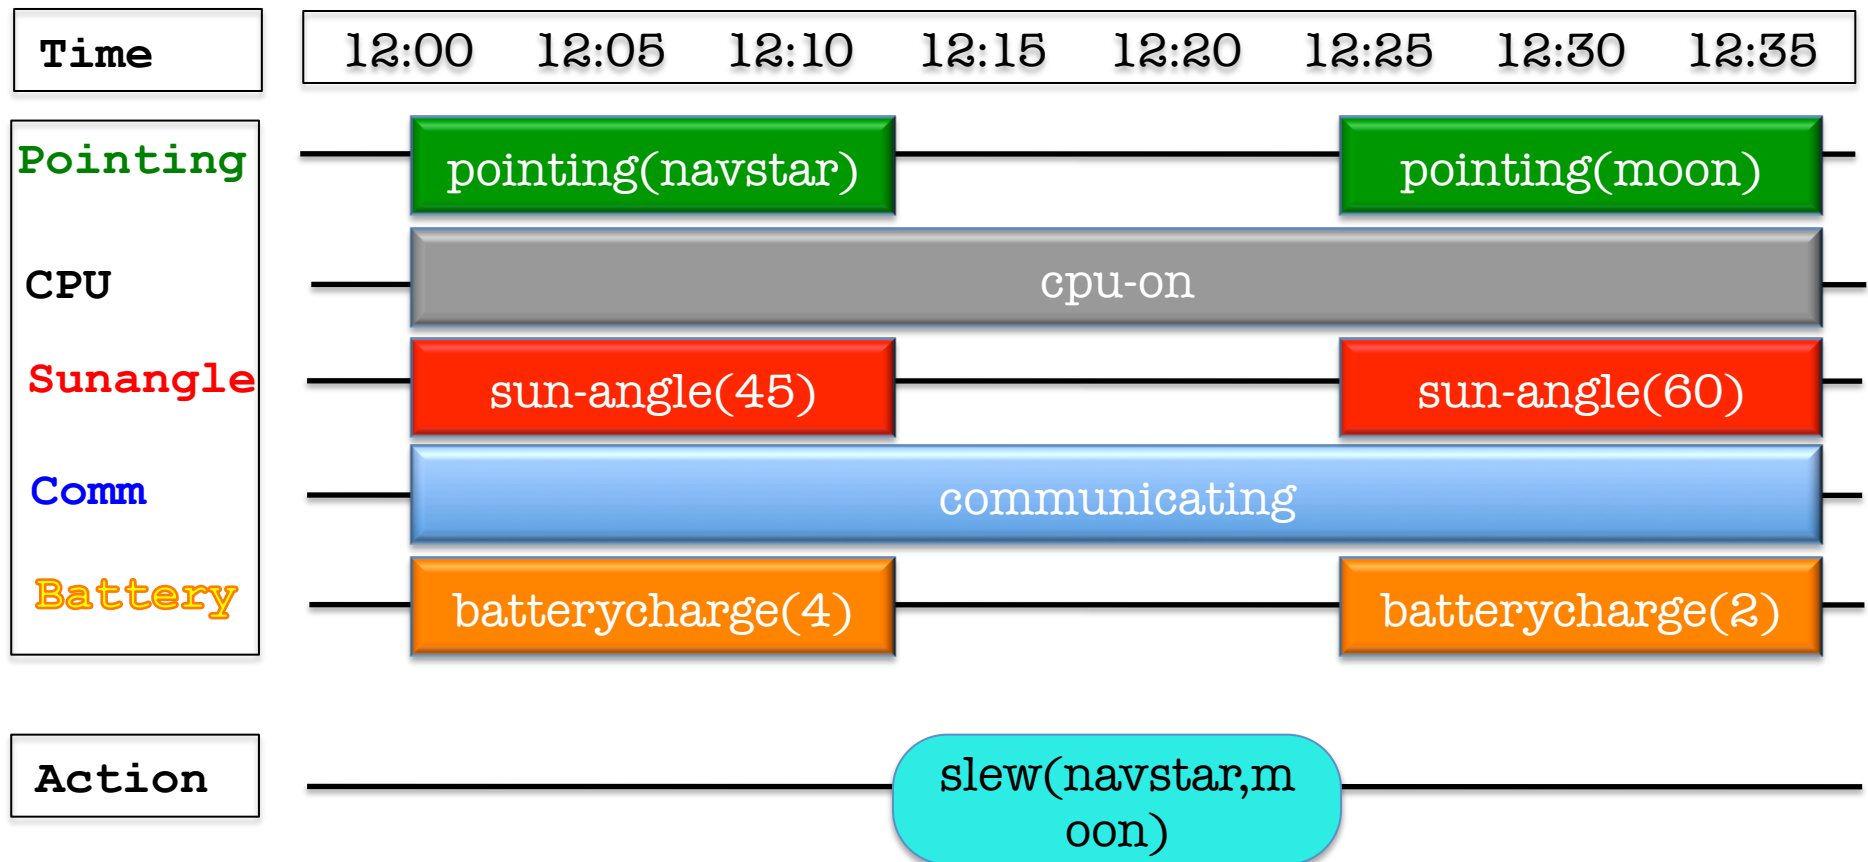 Time
12:00 12:05 12:10 12:15 12:20 12:25 12:30 12:35
Pointing
pointing(navstar)
pointing(moon)
CPU
cpu-on
Sunangle
sun-angle(45)
sun-angle(60)
Comm
communicating
Battery
batterycharge(4)
batterycharge(2)
Action
slew(navstar,m
oon)